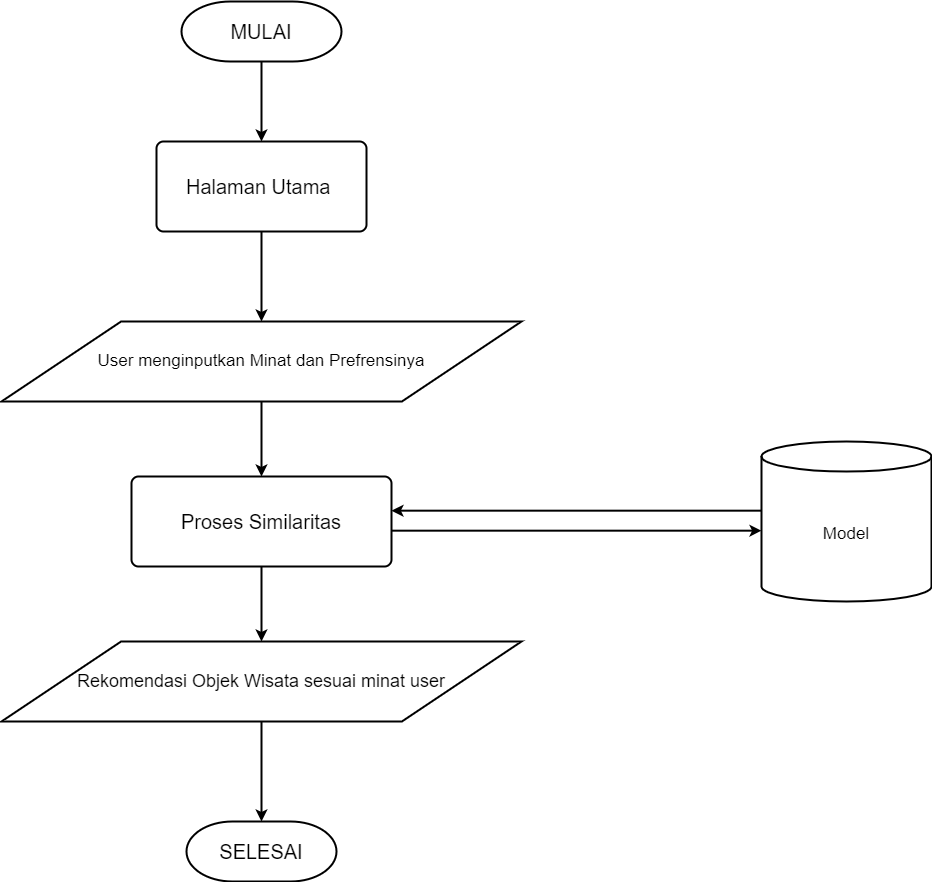 MULAI
Halaman Utama
User menginputkan Minat dan Prefrensinya
Proses Similaritas
Model
Rekomendasi Objek Wisata sesuai minat user
SELESAI